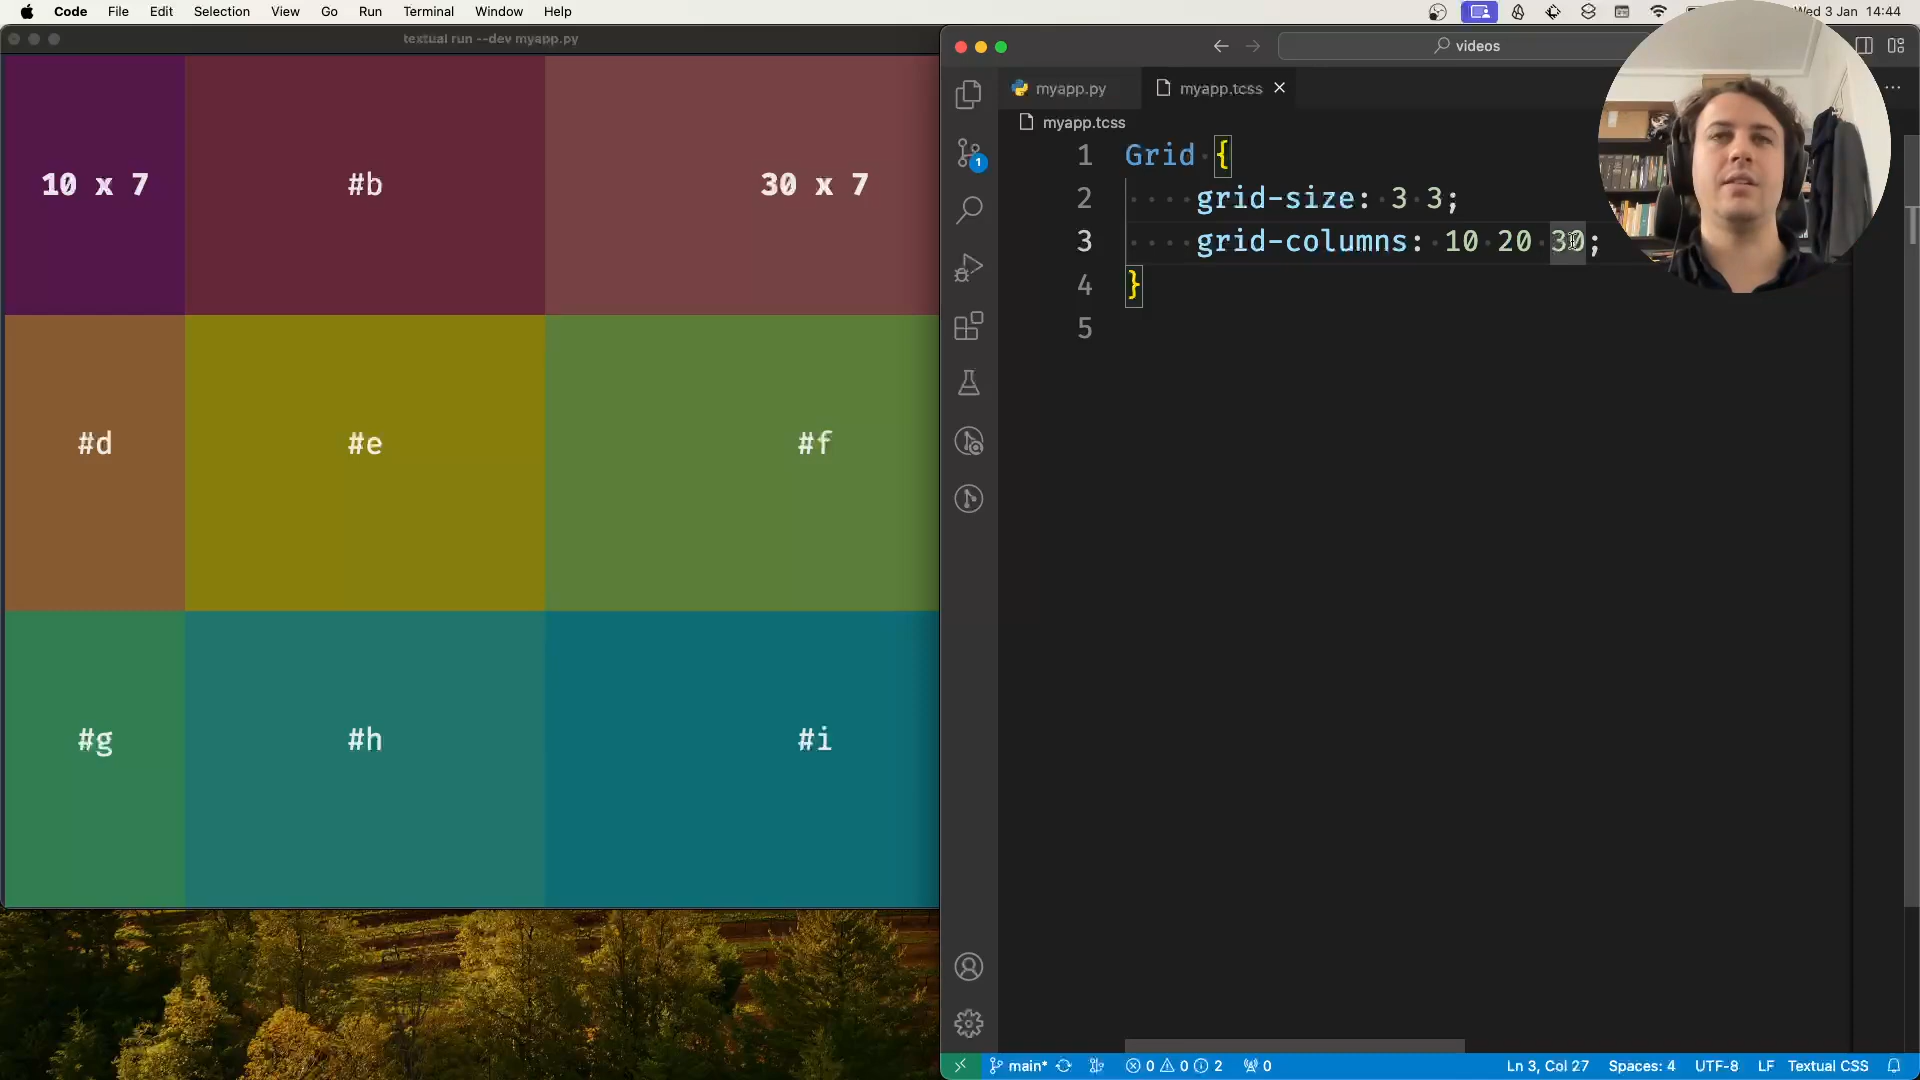 Code File Edit Selection View Go Run Terminal Window Help
Wed 3 Jan 14:44
textual run --dev myapp.py
videos
myapp.py
myapp.tcss
myapp.tcss
1 Grid {
2 ····grid-size: 3 3;
3 ····grid-columns: 10 20 30;
4 }
5
10 x 7 #b 30 x 7
#d #e #f
#g #h #i
1
main* 0 0 2 0
Ln 3, Col 27 Spaces: 4 UTF-8 LF Textual CSS